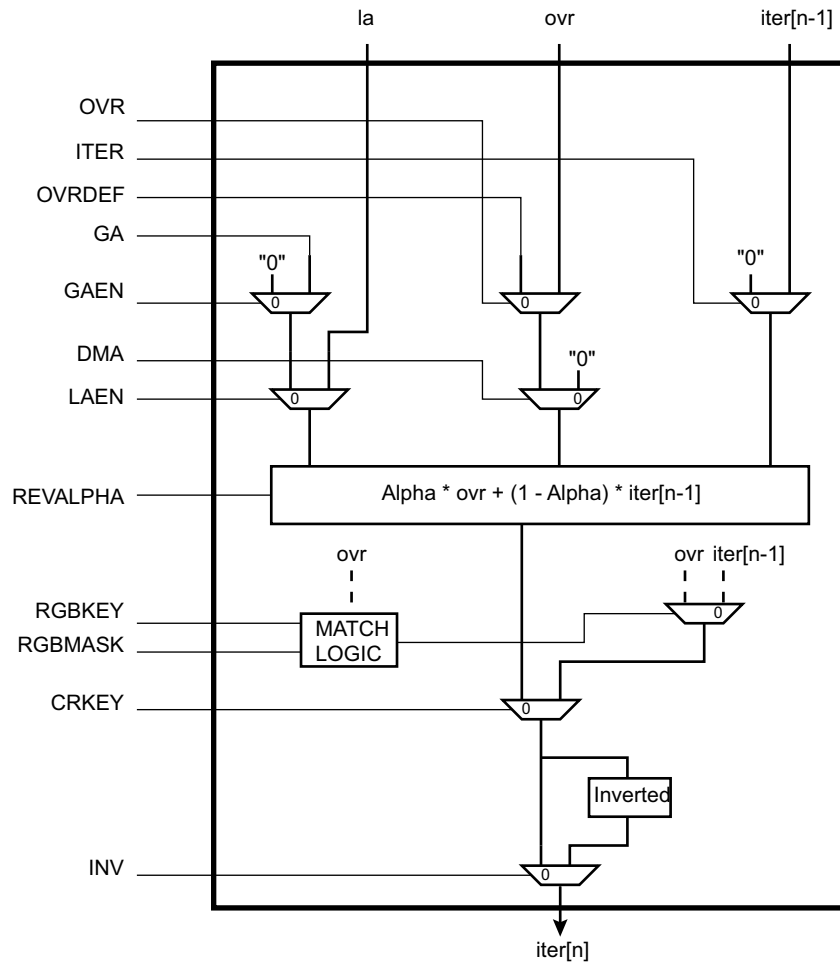 la ovr iter[n-1]
OVR
ITER
OVRDEF
GA
"0" "0"
GAEN 0 0 0
DMA "0"
LAEN 0 0
REVALPHA Alpha * ovr + (1 - Alpha) * iter[n-1]
ovr ovr iter[n-1]
RGBKEY 0
MATCH
RGBMASK LOGIC
CRKEY 0
Inverted
INV 0
iter[n]